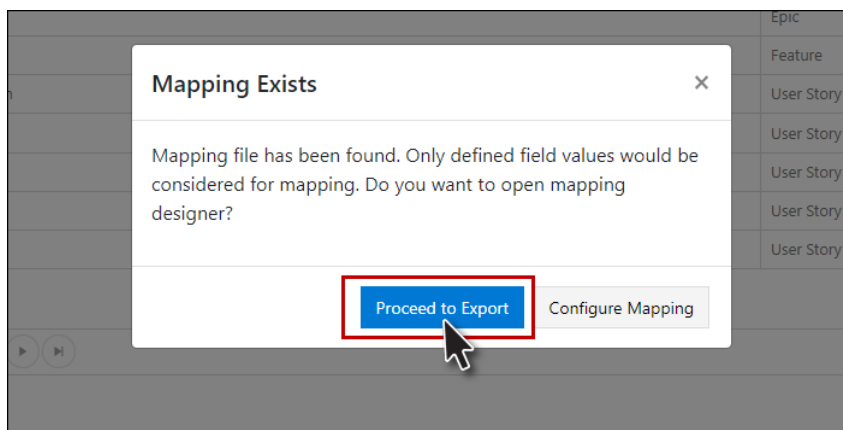 Epic
Feature
User Story
User Story
User Story
User Story
User Story
Mapping Exists
×
Mapping file has been found. Only defined field values would be
considered for mapping. Do you want to open mapping
designer?
Proceed to Export
Configure Mapping